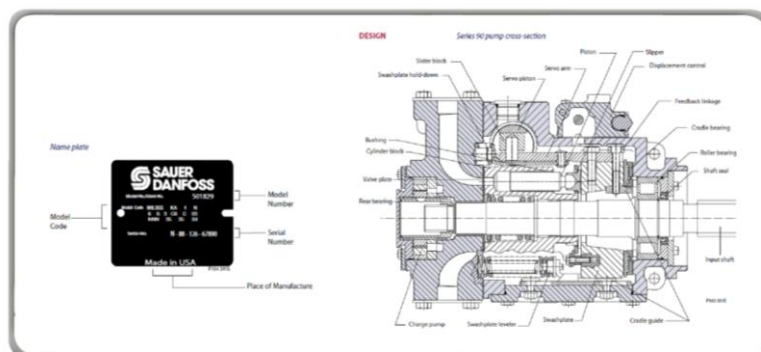 DESIGN
Series 90 pump cross-section
Piston
Slipper
Slider block
Servo arm
Displacement control
Swashplate hold-down
Servo piston
Feedback linkage
Cradle bearing
Name plate
Bushing
Cylinder block
Roller bearing
SAUER
DANFOSS
Shaft seal
Valve plate
501829
Model
Number
Rear bearing
Model
Code
Serial
Number
Made in USA
Input shaft
Place of Manufacture
Charge pump
Swashplate leveler
Swashplate
Cradle guide